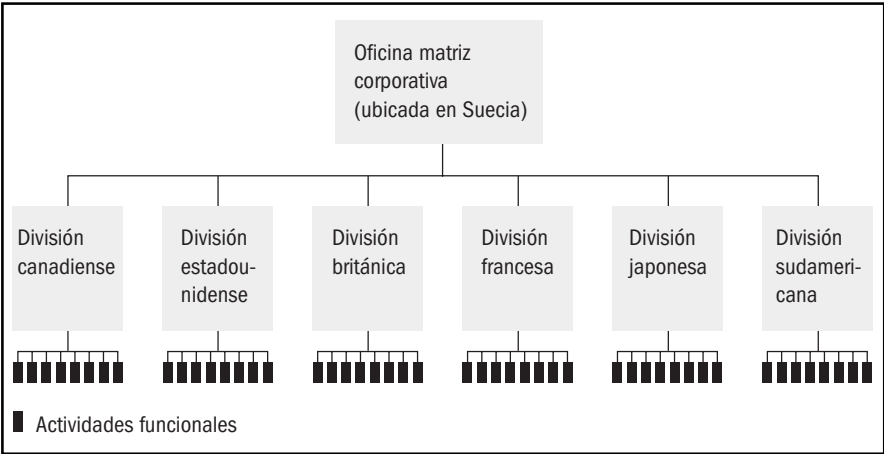 Oficina matriz
corporativa
(ubicada en Suecia)
División
canadiense
División
estadou-
nidense
División
británica
División
francesa
División
japonesa
División
sudameri-
cana
Actividades funcionales